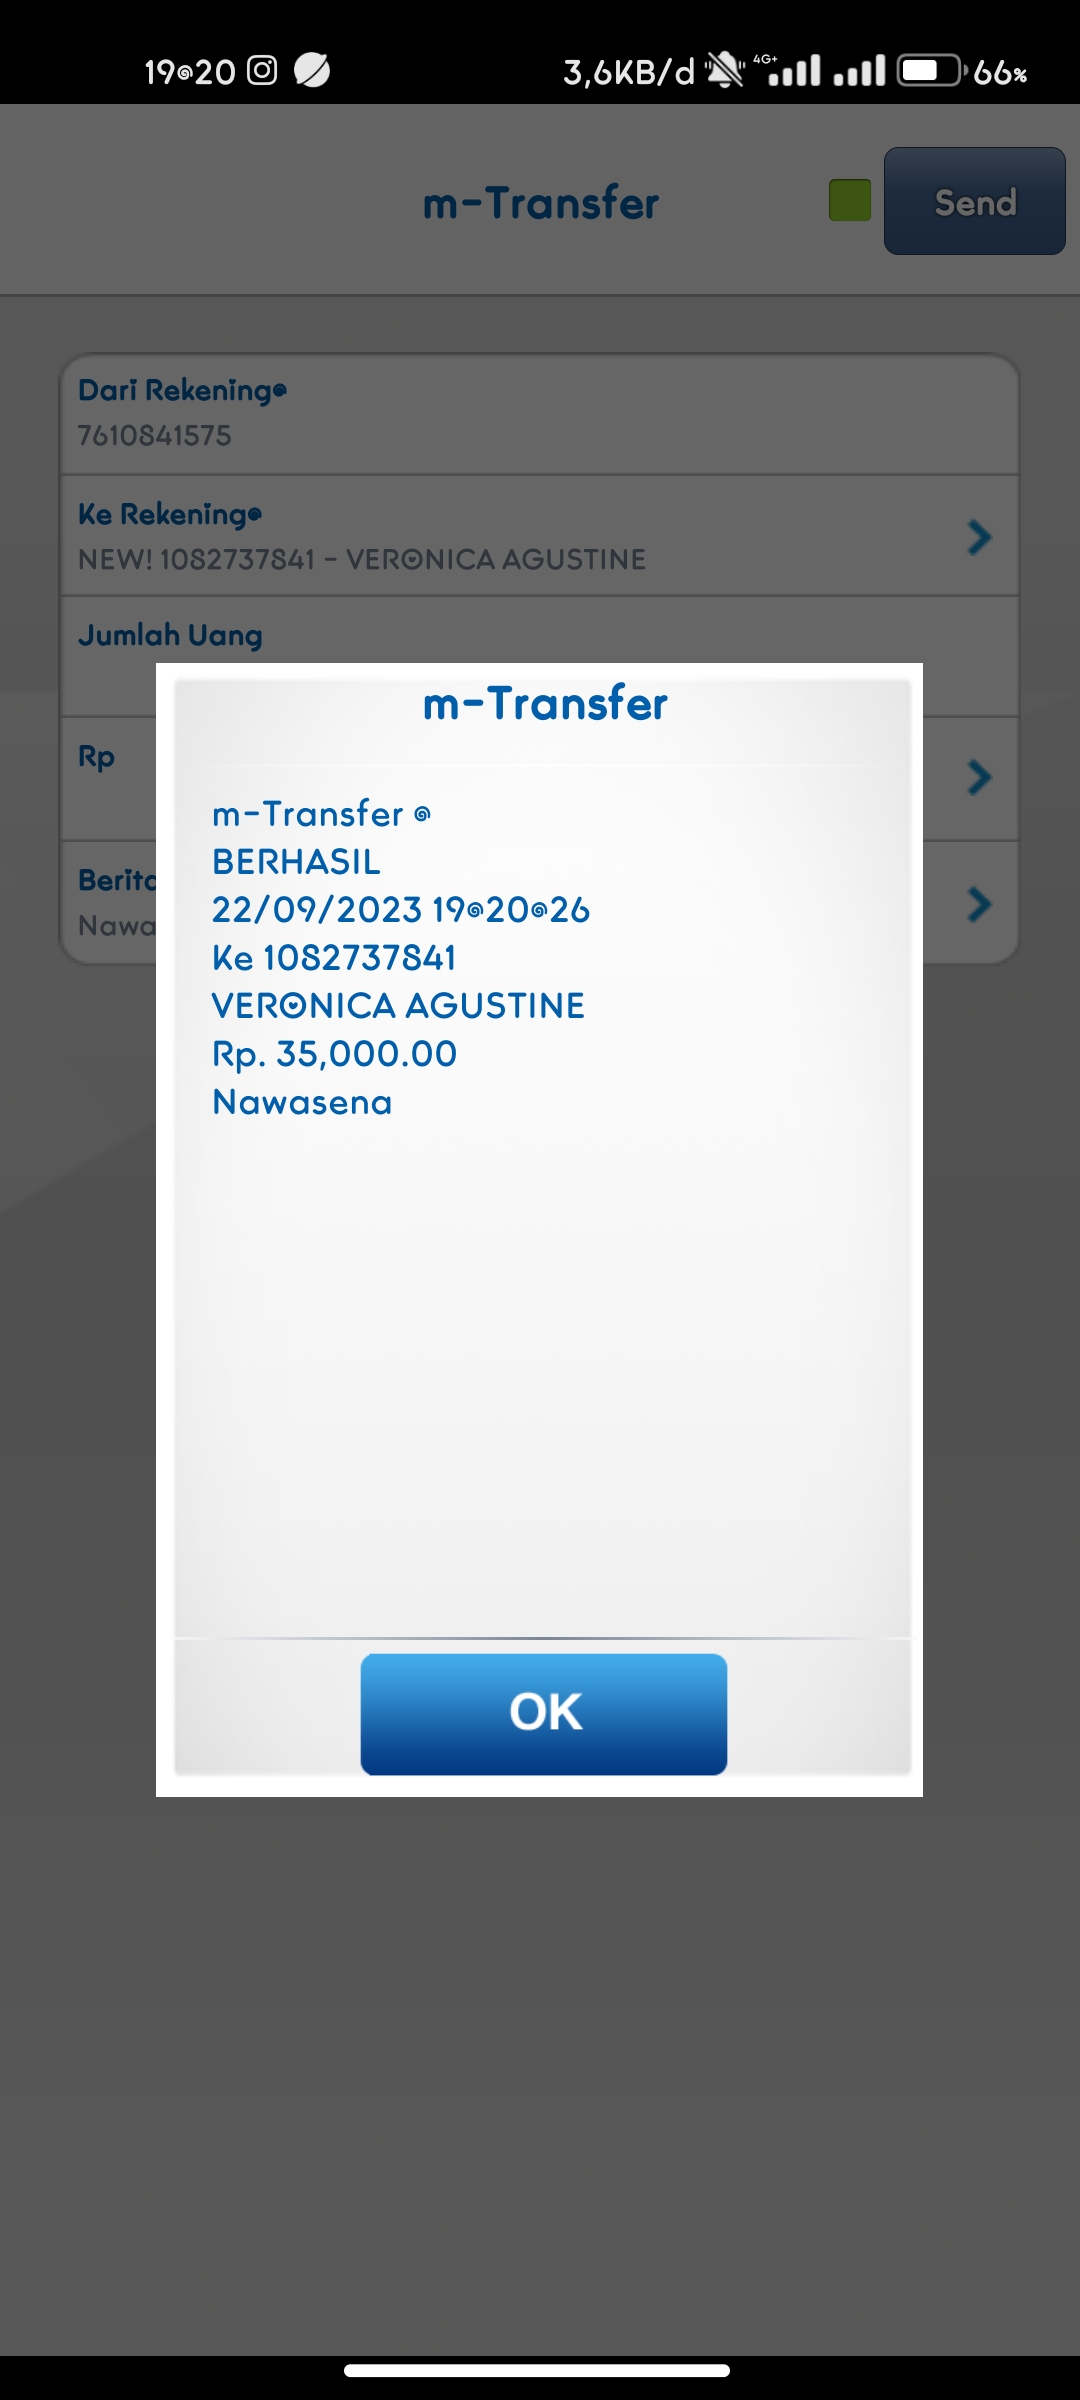 19:20 3,6KB/d 4G+ 66%
m-Transfer Send
Dari Rekening:
7610841575
Ke Rekening:
NEW! 1082737841 - VERONICA AGUSTINE
Jumlah Uang
Rp
m-Transfer
m-Transfer :
BERHASIL
22/09/2023 19:20:26
Ke 1082737841
VERONICA AGUSTINE
Rp. 35,000.00
Nawasena
OK